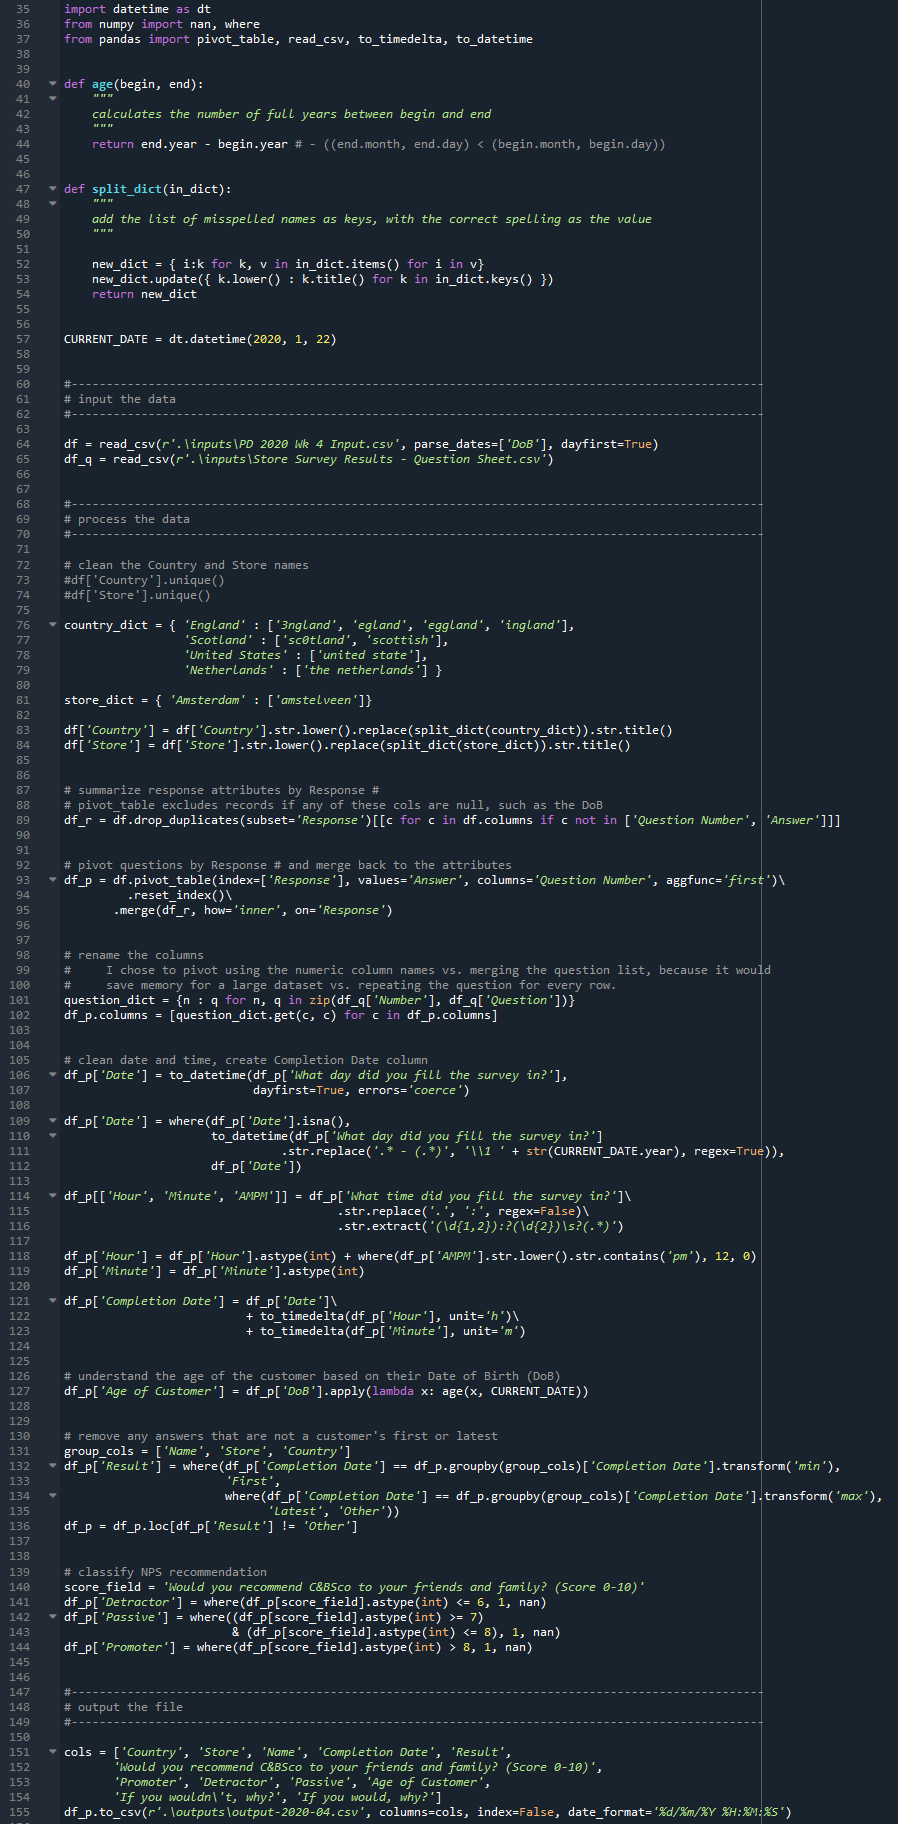 35 import datetime as dt
36 from numpy import nan, where
37 from pandas import pivot_table, read_csv, to_timedelta, to_datetime
38
39
40 def age(begin, end):
41     """
42     calculates the number of full years between begin and end
43     """
44     return end.year - begin.year # - ((end.month, end.day) < (begin.month, begin.day))
45
46
47 def split_dict(in_dict):
48     """
49     add the list of misspelled names as keys, with the correct spelling as the value
50     """
51
52     new_dict = { i:k for k, v in in_dict.items() for i in v}
53     new_dict.update({ k.lower() : k.title() for k in in_dict.keys() })
54     return new_dict
55
56
57 CURRENT_DATE = dt.datetime(2020, 1, 22)
58
59
60 #---------------------------------------------------------------------------------------------------
61 # input the data
62 #---------------------------------------------------------------------------------------------------
63
64 df = read_csv(r'.\inputs\PD 2020 Wk 4 Input.csv', parse_dates=['DoB'], dayfirst=True)
65 df_q = read_csv(r'.\inputs\Store Survey Results - Question Sheet.csv')
66
67
68 #---------------------------------------------------------------------------------------------------
69 # process the data
70 #---------------------------------------------------------------------------------------------------
71
72 # clean the Country and Store names
73 #df['Country'].unique()
74 #df['Store'].unique()
75
76 country_dict = { 'England' : ['3ngland', 'egland', 'eggland', 'ingland'],
77                  'Scotland' : ['sc0tland', 'scottish'],
78                  'United States' : ['united state'],
79                  'Netherlands' : ['the netherlands'] }
80
81 store_dict = { 'Amsterdam' : ['amstelveen']}
82
83 df['Country'] = df['Country'].str.lower().replace(split_dict(country_dict)).str.title()
84 df['Store'] = df['Store'].str.lower().replace(split_dict(store_dict)).str.title()
85
86
87 # summarize response attributes by Response #
88 # pivot_table excludes records if any of these cols are null, such as the DoB
89 df_r = df.drop_duplicates(subset='Response')[[c for c in df.columns if c not in ['Question Number', 'Answer']]]
90
91
92 # pivot questions by Response # and merge back to the attributes
93 df_p = df.pivot_table(index=['Response'], values='Answer', columns='Question Number', aggfunc='first')\
94         .reset_index()\
95       .merge(df_r, how='inner', on='Response')
96
97
98 # rename the columns
99 #     I chose to pivot using the numeric column names vs. merging the question list, because it would
100 #     save memory for a large dataset vs. repeating the question for every row.
101 question_dict = {n : q for n, q in zip(df_q['Number'], df_q['Question'])}
102 df_p.columns = [question_dict.get(c, c) for c in df_p.columns]
103
104
105 # clean date and time, create Completion Date column
106 df_p['Date'] = to_datetime(df_p['What day did you fill the survey in?'],
107                            dayfirst=True, errors='coerce')
108
109 df_p['Date'] = where(df_p['Date'].isna(),
110                      to_datetime(df_p['What day did you fill the survey in?']
111                                .str.replace('.* - (.*)', '\\1 ' + str(CURRENT_DATE.year), regex=True)),
112                      df_p['Date'])
113
114 df_p[['Hour', 'Minute', 'AMPM']] = df_p['What time did you fill the survey in?']\
115                                        .str.replace('.', ':', regex=False)\
116                                        .str.extract('(\d{1,2}):?(\d{2})\s?(.*)')
117
118 df_p['Hour'] = df_p['Hour'].astype(int) + where(df_p['AMPM'].str.lower().str.contains('pm'), 12, 0)
119 df_p['Minute'] = df_p['Minute'].astype(int)
120
121 df_p['Completion Date'] = df_p['Date']\
122                           + to_timedelta(df_p['Hour'], unit='h')\
123                           + to_timedelta(df_p['Minute'], unit='m')
124
125
126 # understand the age of the customer based on their Date of Birth (DoB)
127 df_p['Age of Customer'] = df_p['DoB'].apply(lambda x: age(x, CURRENT_DATE))
128
129
130 # remove any answers that are not a customer's first or latest
131 group_cols = ['Name', 'Store', 'Country']
132 df_p['Result'] = where(df_p['Completion Date'] == df_p.groupby(group_cols)['Completion Date'].transform('min'),
133                        'First',
134                        where(df_p['Completion Date'] == df_p.groupby(group_cols)['Completion Date'].transform('max'),
135                              'Latest', 'Other'))
136 df_p = df_p.loc[df_p['Result'] != 'Other']
137
138
139 # classify NPS recommendation
140 score_field = 'Would you recommend C&BSco to your friends and family? (Score 0-10)'
141 df_p['Detractor'] = where(df_p[score_field].astype(int) <= 6, 1, nan)
142 df_p['Passive'] = where((df_p[score_field].astype(int) >= 7)
143                         & (df_p[score_field].astype(int) <= 8), 1, nan)
144 df_p['Promoter'] = where(df_p[score_field].astype(int) > 8, 1, nan)
145
146
147 #---------------------------------------------------------------------------------------------------
148 # output the file
149 #---------------------------------------------------------------------------------------------------
150
151 cols = ['Country', 'Store', 'Name', 'Completion Date', 'Result',
152        'Would you recommend C&BSco to your friends and family? (Score 0-10)',
153        'Promoter', 'Detractor', 'Passive', 'Age of Customer',
154        'If you wouldn\'t, why?', 'If you would, why?']
155 df_p.to_csv(r'.\outputs\output-2020-04.csv', columns=cols, index=False, date_format='%d/%m/%Y %H:%M:%S')